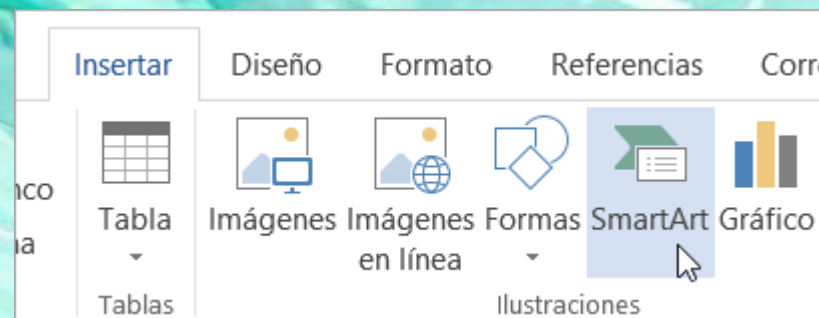 Insertar Diseño Formato Referencias
Tabla Imágenes Imágenes en línea Formas SmartArt Gráfico
Tablas Ilustraciones